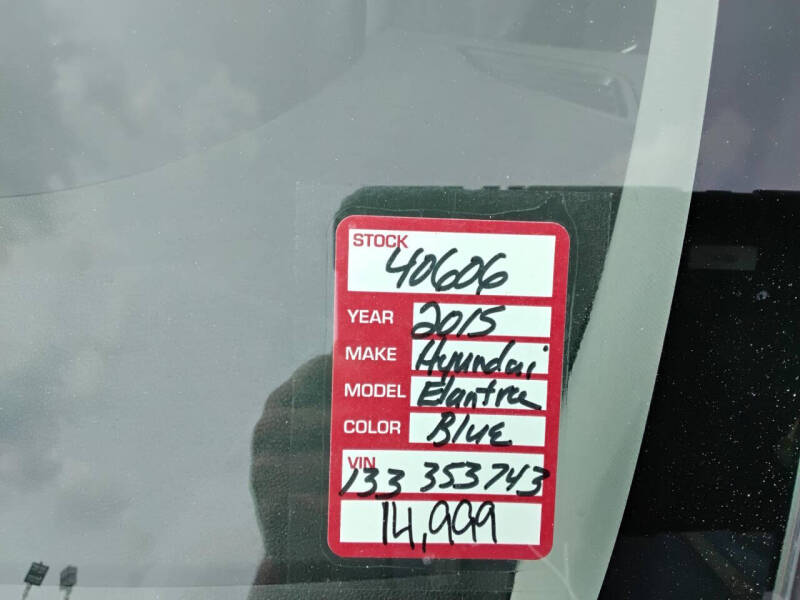 STOCK
40606
YEAR 2015
MAKE Hyundai
MODEL Elantra
COLOR Blue
VIN
133 353743
14,999